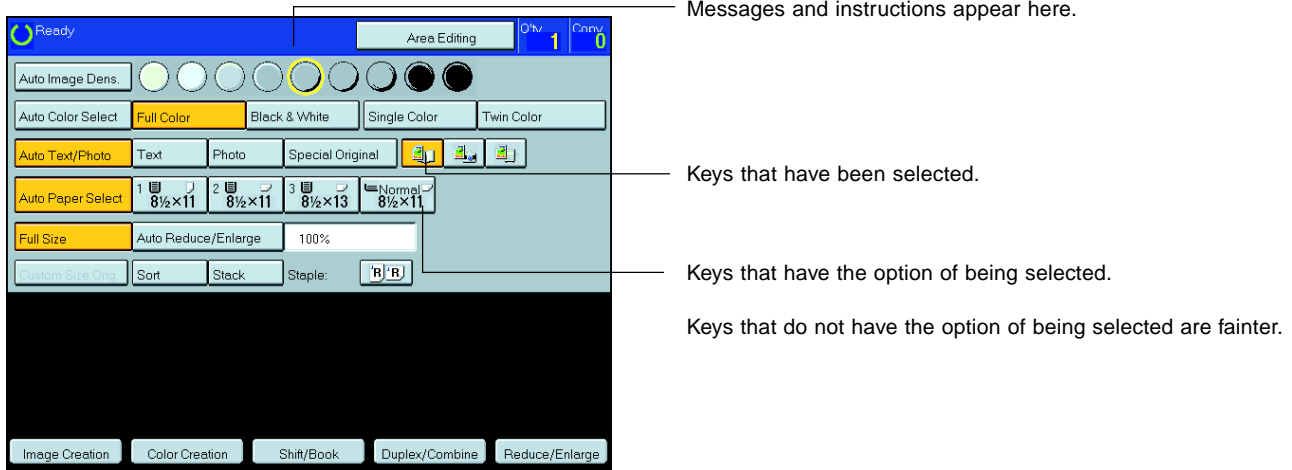 Messages and instructions appear here.
Ready
Area Editing
Q'ty
1
Copy
0
Auto Image Dens.
Auto Color Select
Full Color
Black & White
Single Color
Twin Color
Auto Text/Photo
Text
Photo
Special Original
Keys that have been selected.
Auto Paper Select
1
8½×11
2
8½×11
3
8½×13
Normal
8½×11
Full Size
Auto Reduce/Enlarge
100%
Keys that have the option of being selected.
Custom Size Orig.
Sort
Stack
Staple:
R R
Keys that do not have the option of being selected are fainter.
Image Creation
Color Creation
Shift/Book
Duplex/Combine
Reduce/Enlarge